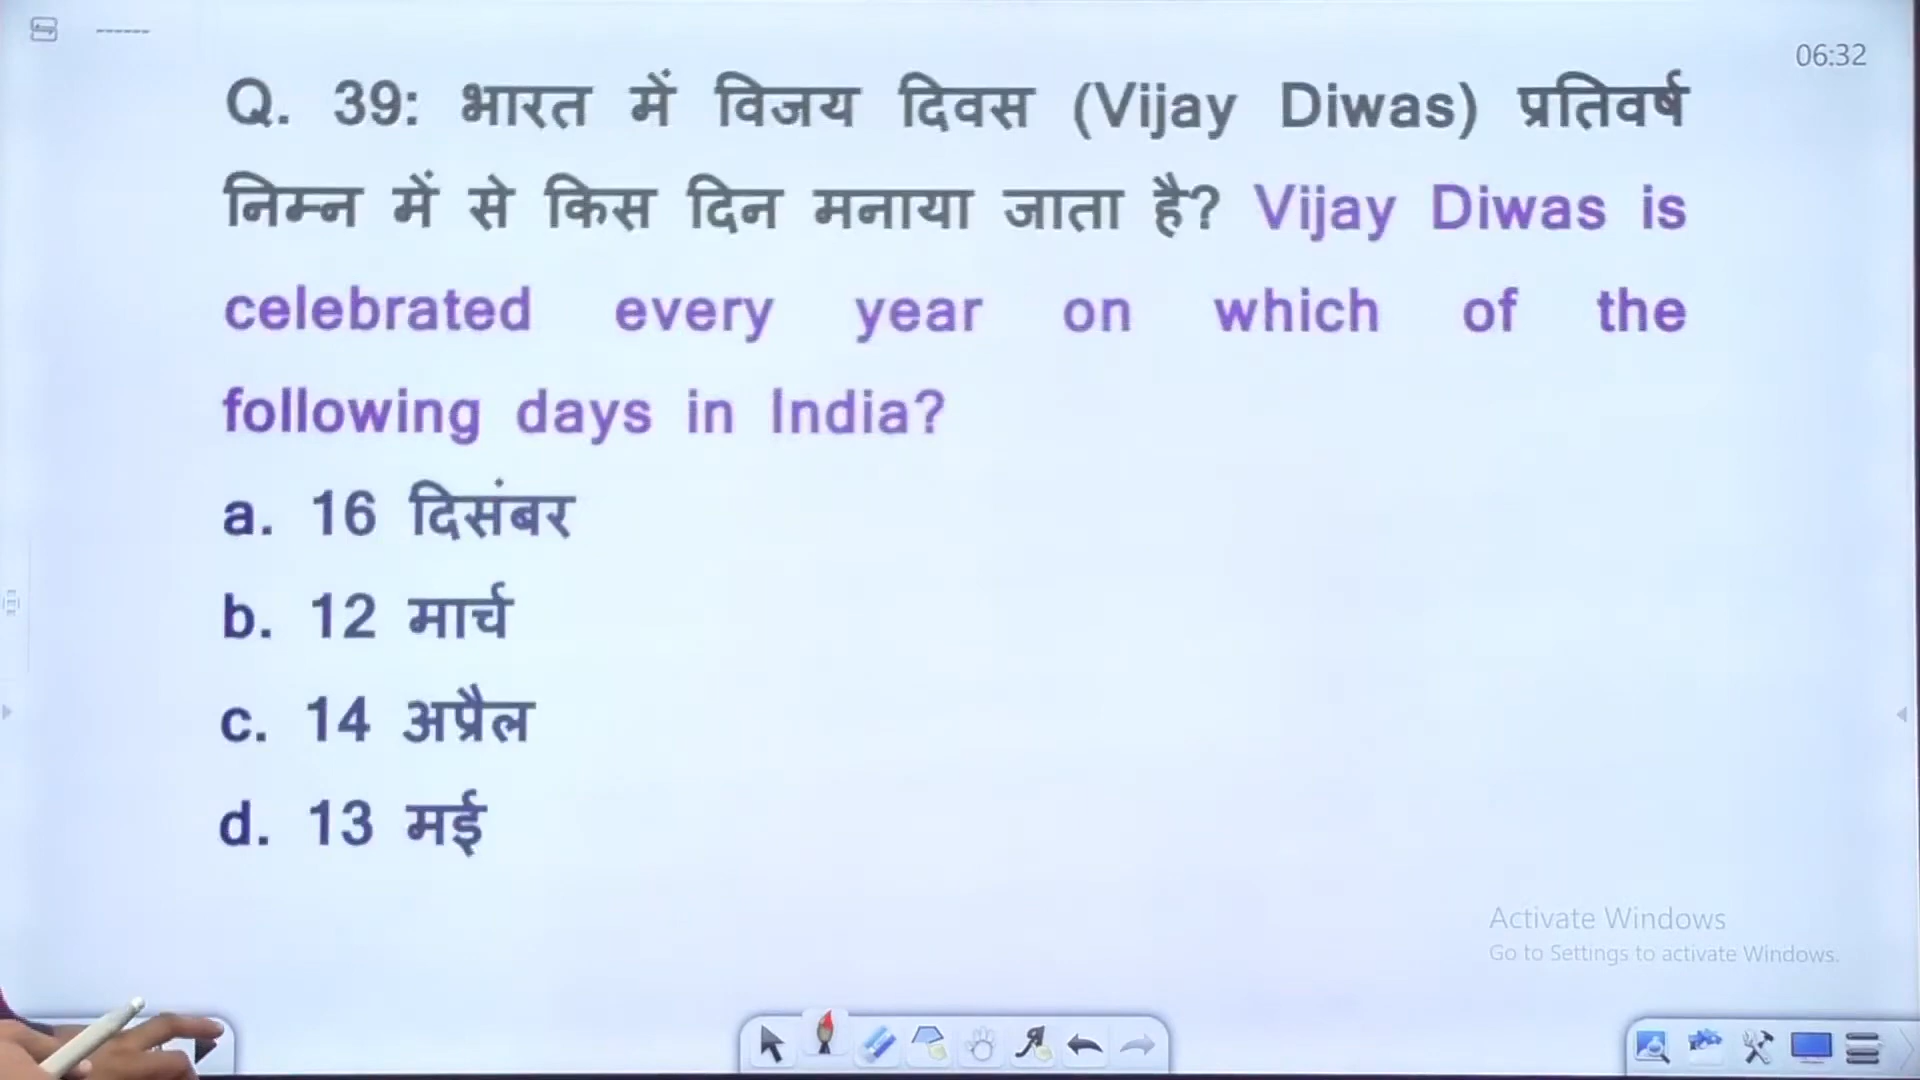 ------
06:32
Q. 39: भारत में विजय दिवस (Vijay Diwas) प्रतिवर्ष
निम्न में से किस दिन मनाया जाता है? Vijay Diwas is
celebrated every year on which of the
following days in India?
a. 16 दिसंबर
b. 12 मार्च
c. 14 अप्रैल
d. 13 मई
Activate Windows
Go to Settings to activate Windows.